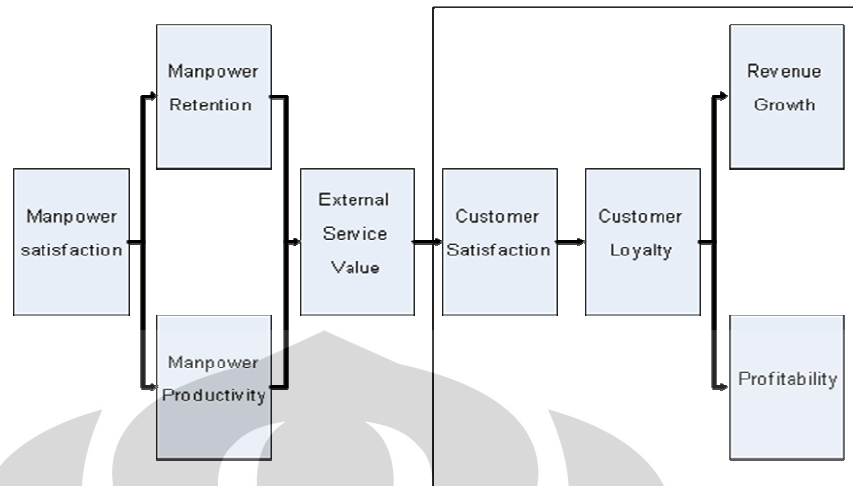 Manpower
Retention
Revenue
Growth
Manpower
satisfaction
External
Service
Value
Customer
Satisfaction
Customer
Loyalty
Manpower
Productivity
Profitability